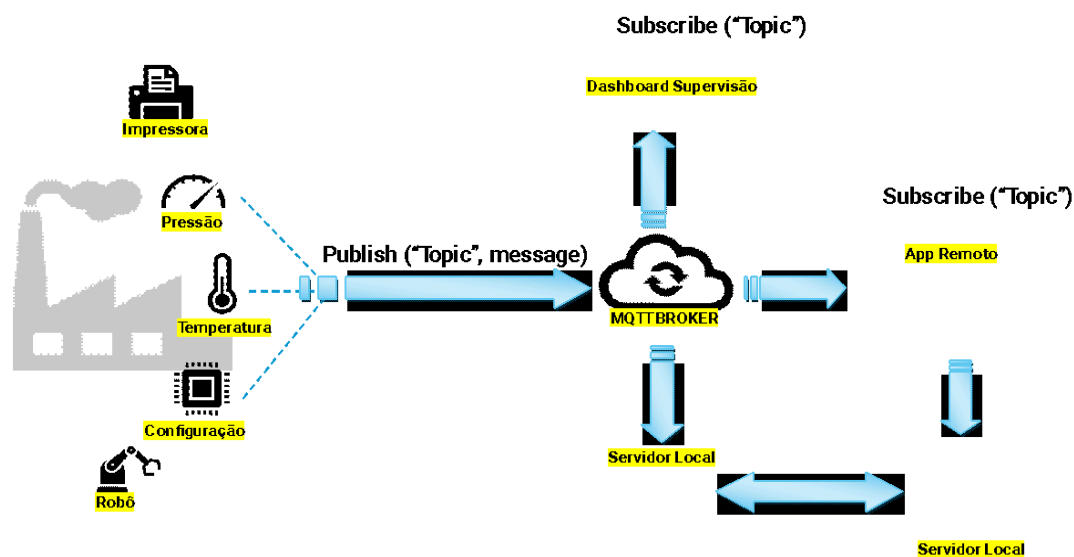 Subscribe (“Topic”)
Dashboard Supervisão
Impressora
Pressão
Subscribe (“Topic”)
Publish (“Topic”, message)
App Remoto
Temperatura
MQTTBROKER
Configuração
Servidor Local
Robô
Servidor Local